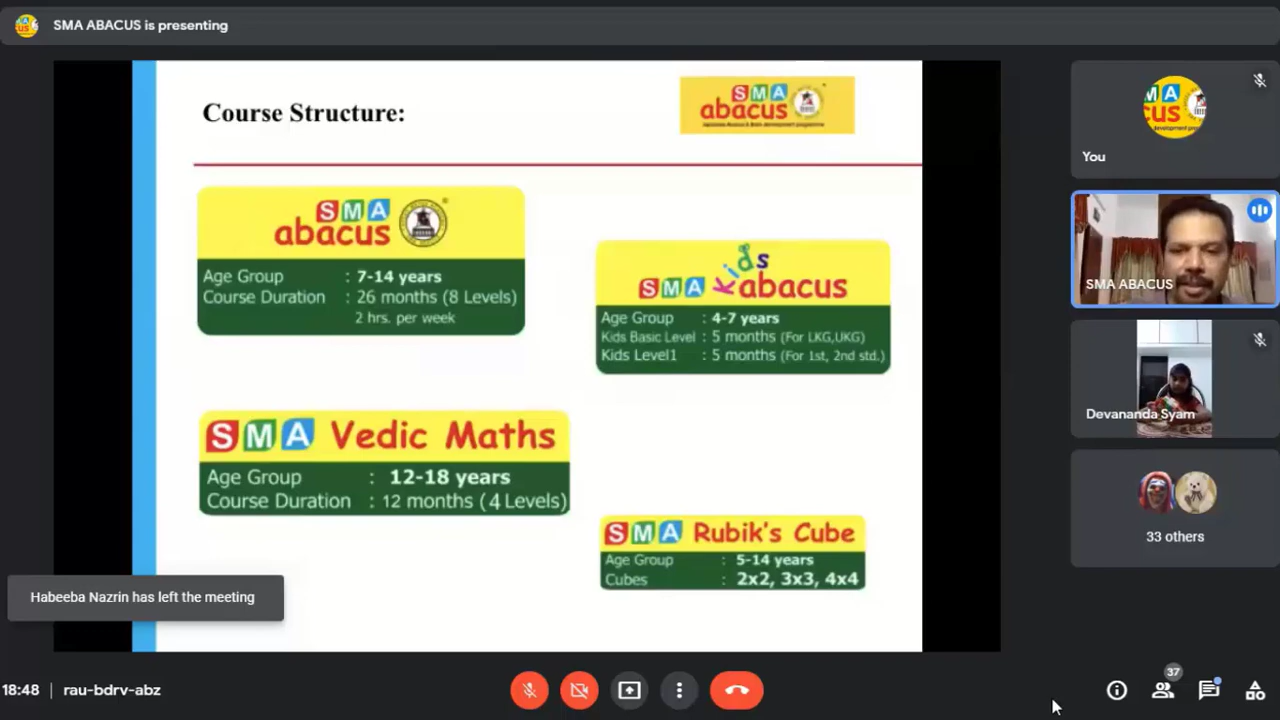 SMA ABACUS is presenting
Course Structure:
SMA
abacus
SMA
abacus
Age Group : 7-14 years
Course Duration : 26 months (8 Levels)
2 hrs. per week
Kids
SMA abacus
Age Group : 4-7 years
Kids Basic Level : 5 months (For LKG,UKG)
Kids Level1 : 5 months (For 1st, 2nd std.)
SMA Vedic Maths
Age Group : 12-18 years
Course Duration : 12 months (4 Levels)
SMA Rubik's Cube
Age Group : 5-14 years
Cubes : 2x2, 3x3, 4x4
You
SMA ABACUS
Devananda Syam
33 others
Habeeba Nazrin has left the meeting
18:48 | rau-bdrv-abz
37